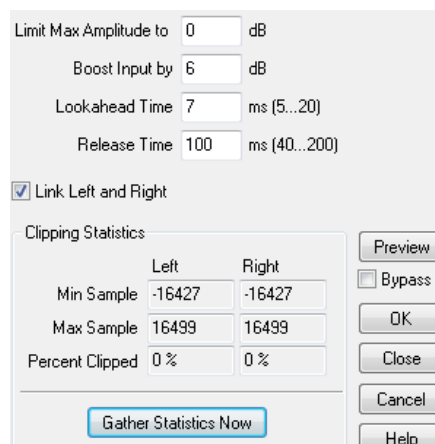 Limit Max Amplitude to 0 dB
Boost Input by 6 dB
Lookahead Time 7 ms (5...20)
Release Time 100 ms (40...200)
Link Left and Right
Clipping Statistics
Preview
Left Right
Bypass
Min Sample -16427 -16427
OK
Max Sample 16499 16499
Percent Clipped 0 % 0 %
Close
Cancel
Gather Statistics Now
Help